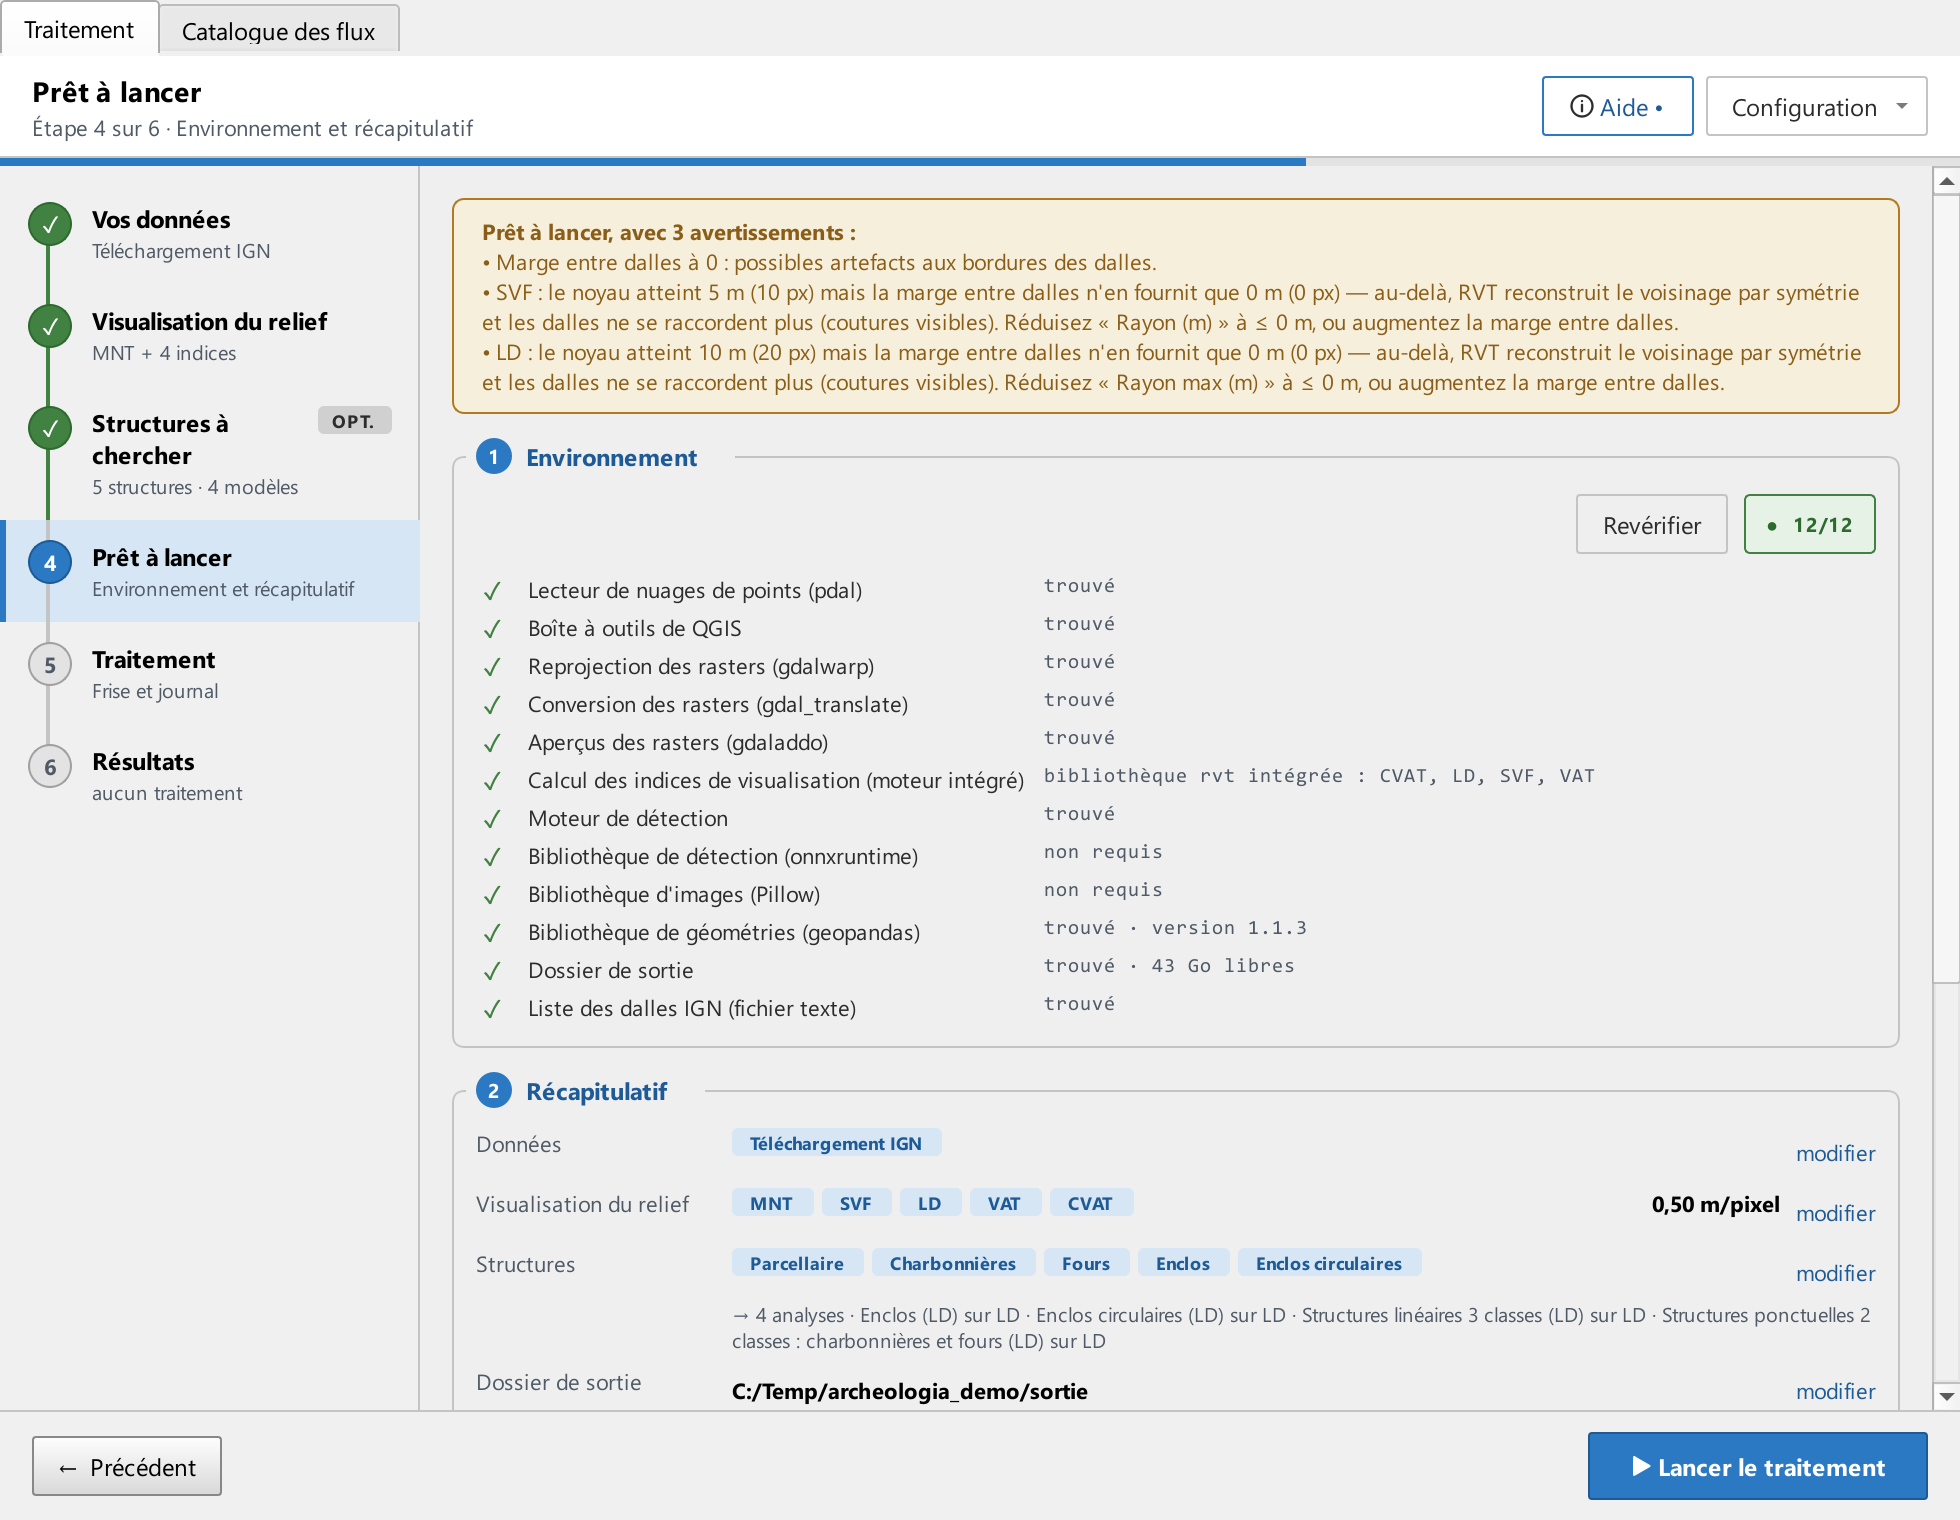 Traitement
Catalogue des flux
Prêt à lancer
Étape 4 sur 6 · Environnement et récapitulatif
Aide •
Configuration
✓ Vos données
Téléchargement IGN
✓ Visualisation du relief
MNT + 4 indices
✓ Structures à chercher
OPT.
5 structures · 4 modèles
4 Prêt à lancer
Environnement et récapitulatif
5 Traitement
Frise et journal
6 Résultats
aucun traitement
Prêt à lancer, avec 3 avertissements :
• Marge entre dalles à 0 : possibles artefacts aux bordures des dalles.
• SVF : le noyau atteint 5 m (10 px) mais la marge entre dalles n'en fournit que 0 m (0 px) — au-delà, RVT reconstruit le voisinage par symétrie
et les dalles ne se raccordent plus (coutures visibles). Réduisez « Rayon (m) » à ≤ 0 m, ou augmentez la marge entre dalles.
• LD : le noyau atteint 10 m (20 px) mais la marge entre dalles n'en fournit que 0 m (0 px) — au-delà, RVT reconstruit le voisinage par symétrie
et les dalles ne se raccordent plus (coutures visibles). Réduisez « Rayon max (m) » à ≤ 0 m, ou augmentez la marge entre dalles.
1 Environnement
Revérifier
• 12/12
✓ Lecteur de nuages de points (pdal) trouvé
✓ Boîte à outils de QGIS trouvé
✓ Reprojection des rasters (gdalwarp) trouvé
✓ Conversion des rasters (gdal_translate) trouvé
✓ Aperçus des rasters (gdaladdo) trouvé
✓ Calcul des indices de visualisation (moteur intégré) bibliothèque rvt intégrée : CVAT, LD, SVF, VAT
✓ Moteur de détection trouvé
✓ Bibliothèque de détection (onnxruntime) non requis
✓ Bibliothèque d'images (Pillow) non requis
✓ Bibliothèque de géométries (geopandas) trouvé · version 1.1.3
✓ Dossier de sortie trouvé · 43 Go libres
✓ Liste des dalles IGN (fichier texte) trouvé
2 Récapitulatif
Données Téléchargement IGN modifier
Visualisation du relief MNT SVF LD VAT CVAT 0,50 m/pixel modifier
Structures Parcellaire Charbonnières Fours Enclos Enclos circulaires modifier
→ 4 analyses · Enclos (LD) sur LD · Enclos circulaires (LD) sur LD · Structures linéaires 3 classes (LD) sur LD · Structures ponctuelles 2
classes : charbonnières et fours (LD) sur LD
Dossier de sortie C:/Temp/archeologia_demo/sortie modifier
← Précédent
▶ Lancer le traitement